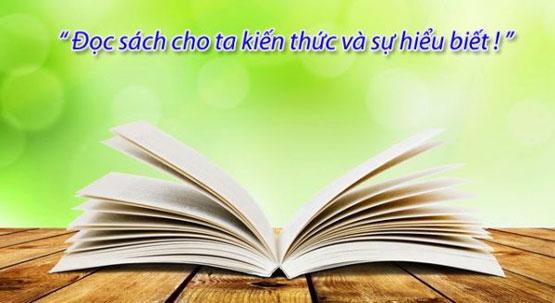 “ Đọc sách cho ta kiến thức và sự hiểu biết ! ”